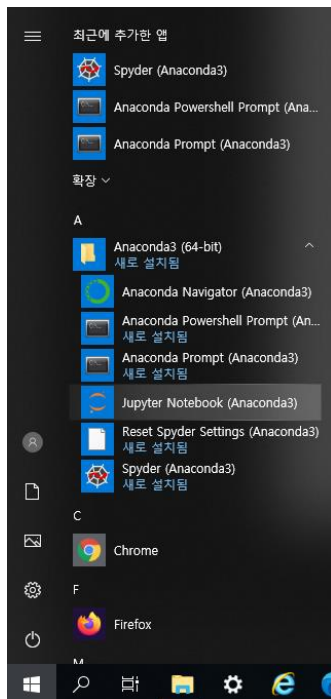 최근에 추가한 앱
Spyder (Anaconda3)
Anaconda Powershell Prompt (Ana...
Anaconda Prompt (Anaconda3)
확장
A
Anaconda3 (64-bit)
새로 설치됨
Anaconda Navigator (Anaconda3)
Anaconda Powershell Prompt (An...
새로 설치됨
Anaconda Prompt (Anaconda3)
새로 설치됨
Jupyter Notebook (Anaconda3)
Reset Spyder Settings (Anaconda3)
새로 설치됨
Spyder (Anaconda3)
새로 설치됨
C
Chrome
F
Firefox
M